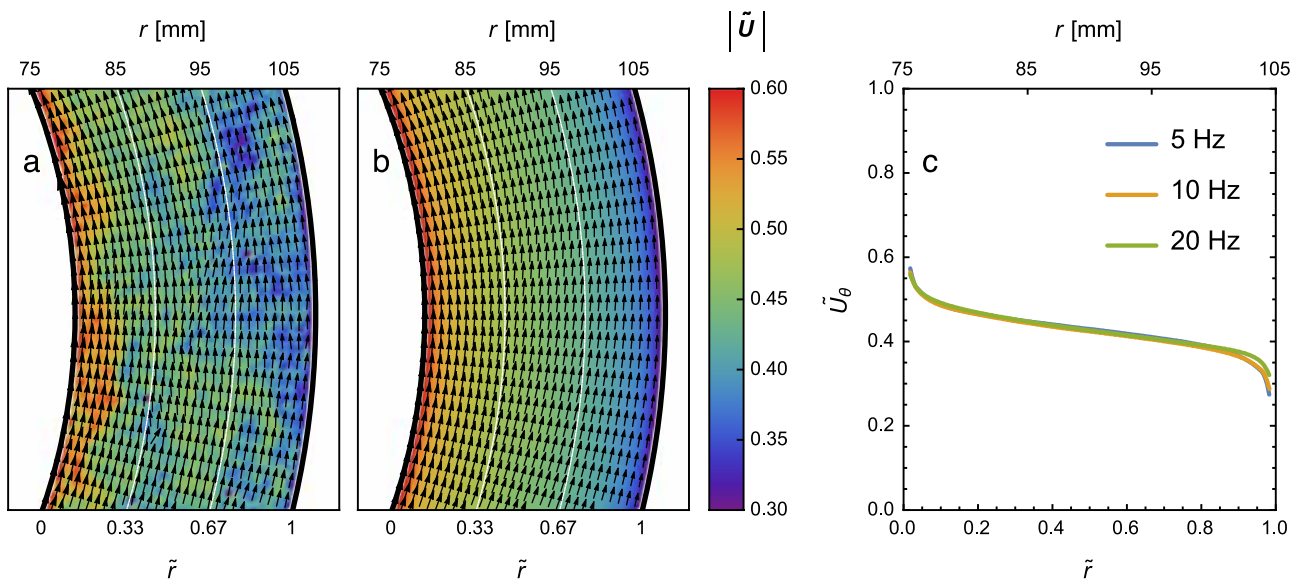 r [mm]
75 85 95 105
a
0 0.33 0.67 1
r̃
r [mm]
75 85 95 105
b
0 0.33 0.67 1
r̃
|Ũ|
0.60
0.55
0.50
0.45
0.40
0.35
0.30
r [mm]
75 85 95 105
c
5 Hz
10 Hz
20 Hz
Ũθ
1.0
0.8
0.6
0.4
0.2
0.0
0.0 0.2 0.4 0.6 0.8 1.0
r̃